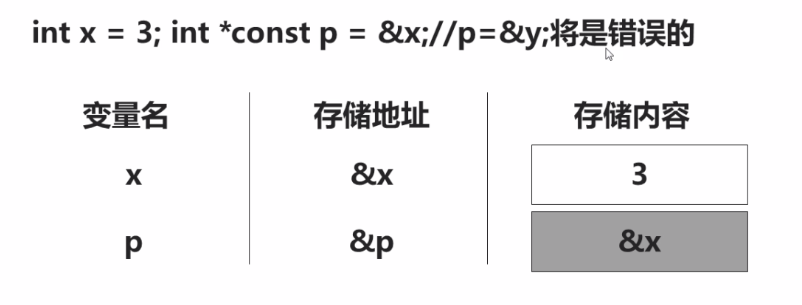 int x = 3; int *const p = &x;//p=&y;将是错误的
变量名 存储地址 存储内容
x &x 3
p &p &x